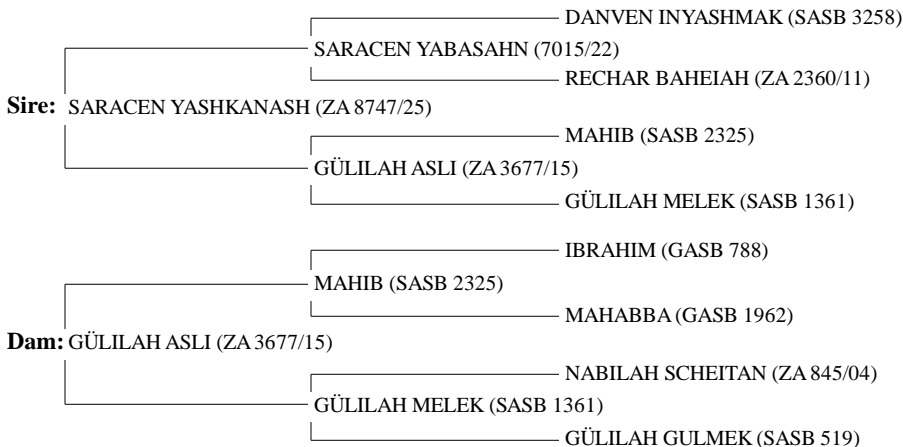 DANVEN INYASHMAK (SASB 3258)
SARACEN YABASAHN (7015/22)
RECHAR BAHEIAH (ZA 2360/11)
Sire: SARACEN YASHKANASH (ZA 8747/25)
MAHIB (SASB 2325)
GÜLILAH ASLI (ZA 3677/15)
GÜLILAH MELEK (SASB 1361)
IBRAHIM (GASB 788)
MAHIB (SASB 2325)
MAHABBA (GASB 1962)
Dam: GÜLILAH ASLI (ZA 3677/15)
NABILAH SCHEITAN (ZA 845/04)
GÜLILAH MELEK (SASB 1361)
GÜLILAH GULMEK (SASB 519)